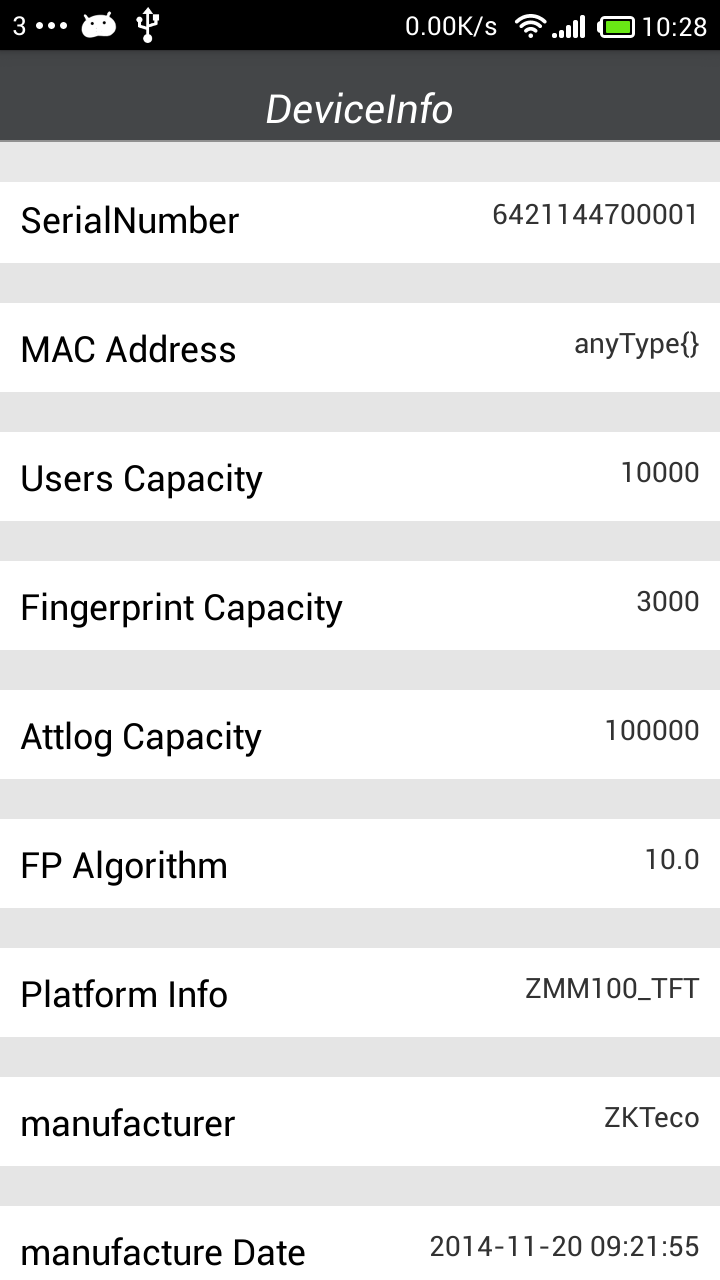 3 ••• 0.00K/s 10:28
DeviceInfo
SerialNumber 6421144700001
MAC Address anyType{}
Users Capacity 10000
Fingerprint Capacity 3000
Attlog Capacity 100000
FP Algorithm 10.0
Platform Info ZMM100_TFT
manufacturer ZKTeco
manufacture Date 2014-11-20 09:21:55